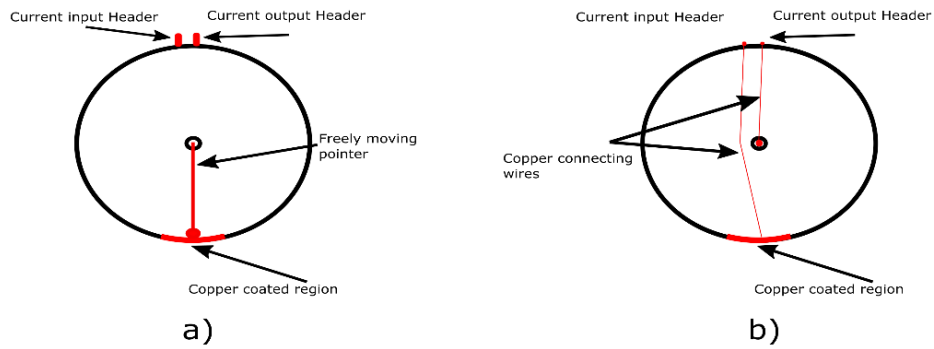 Current input Header
Current output Header
Freely moving
pointer
Copper coated region
a)
Current input Header
Current output Header
Copper connecting
wires
Copper coated region
b)